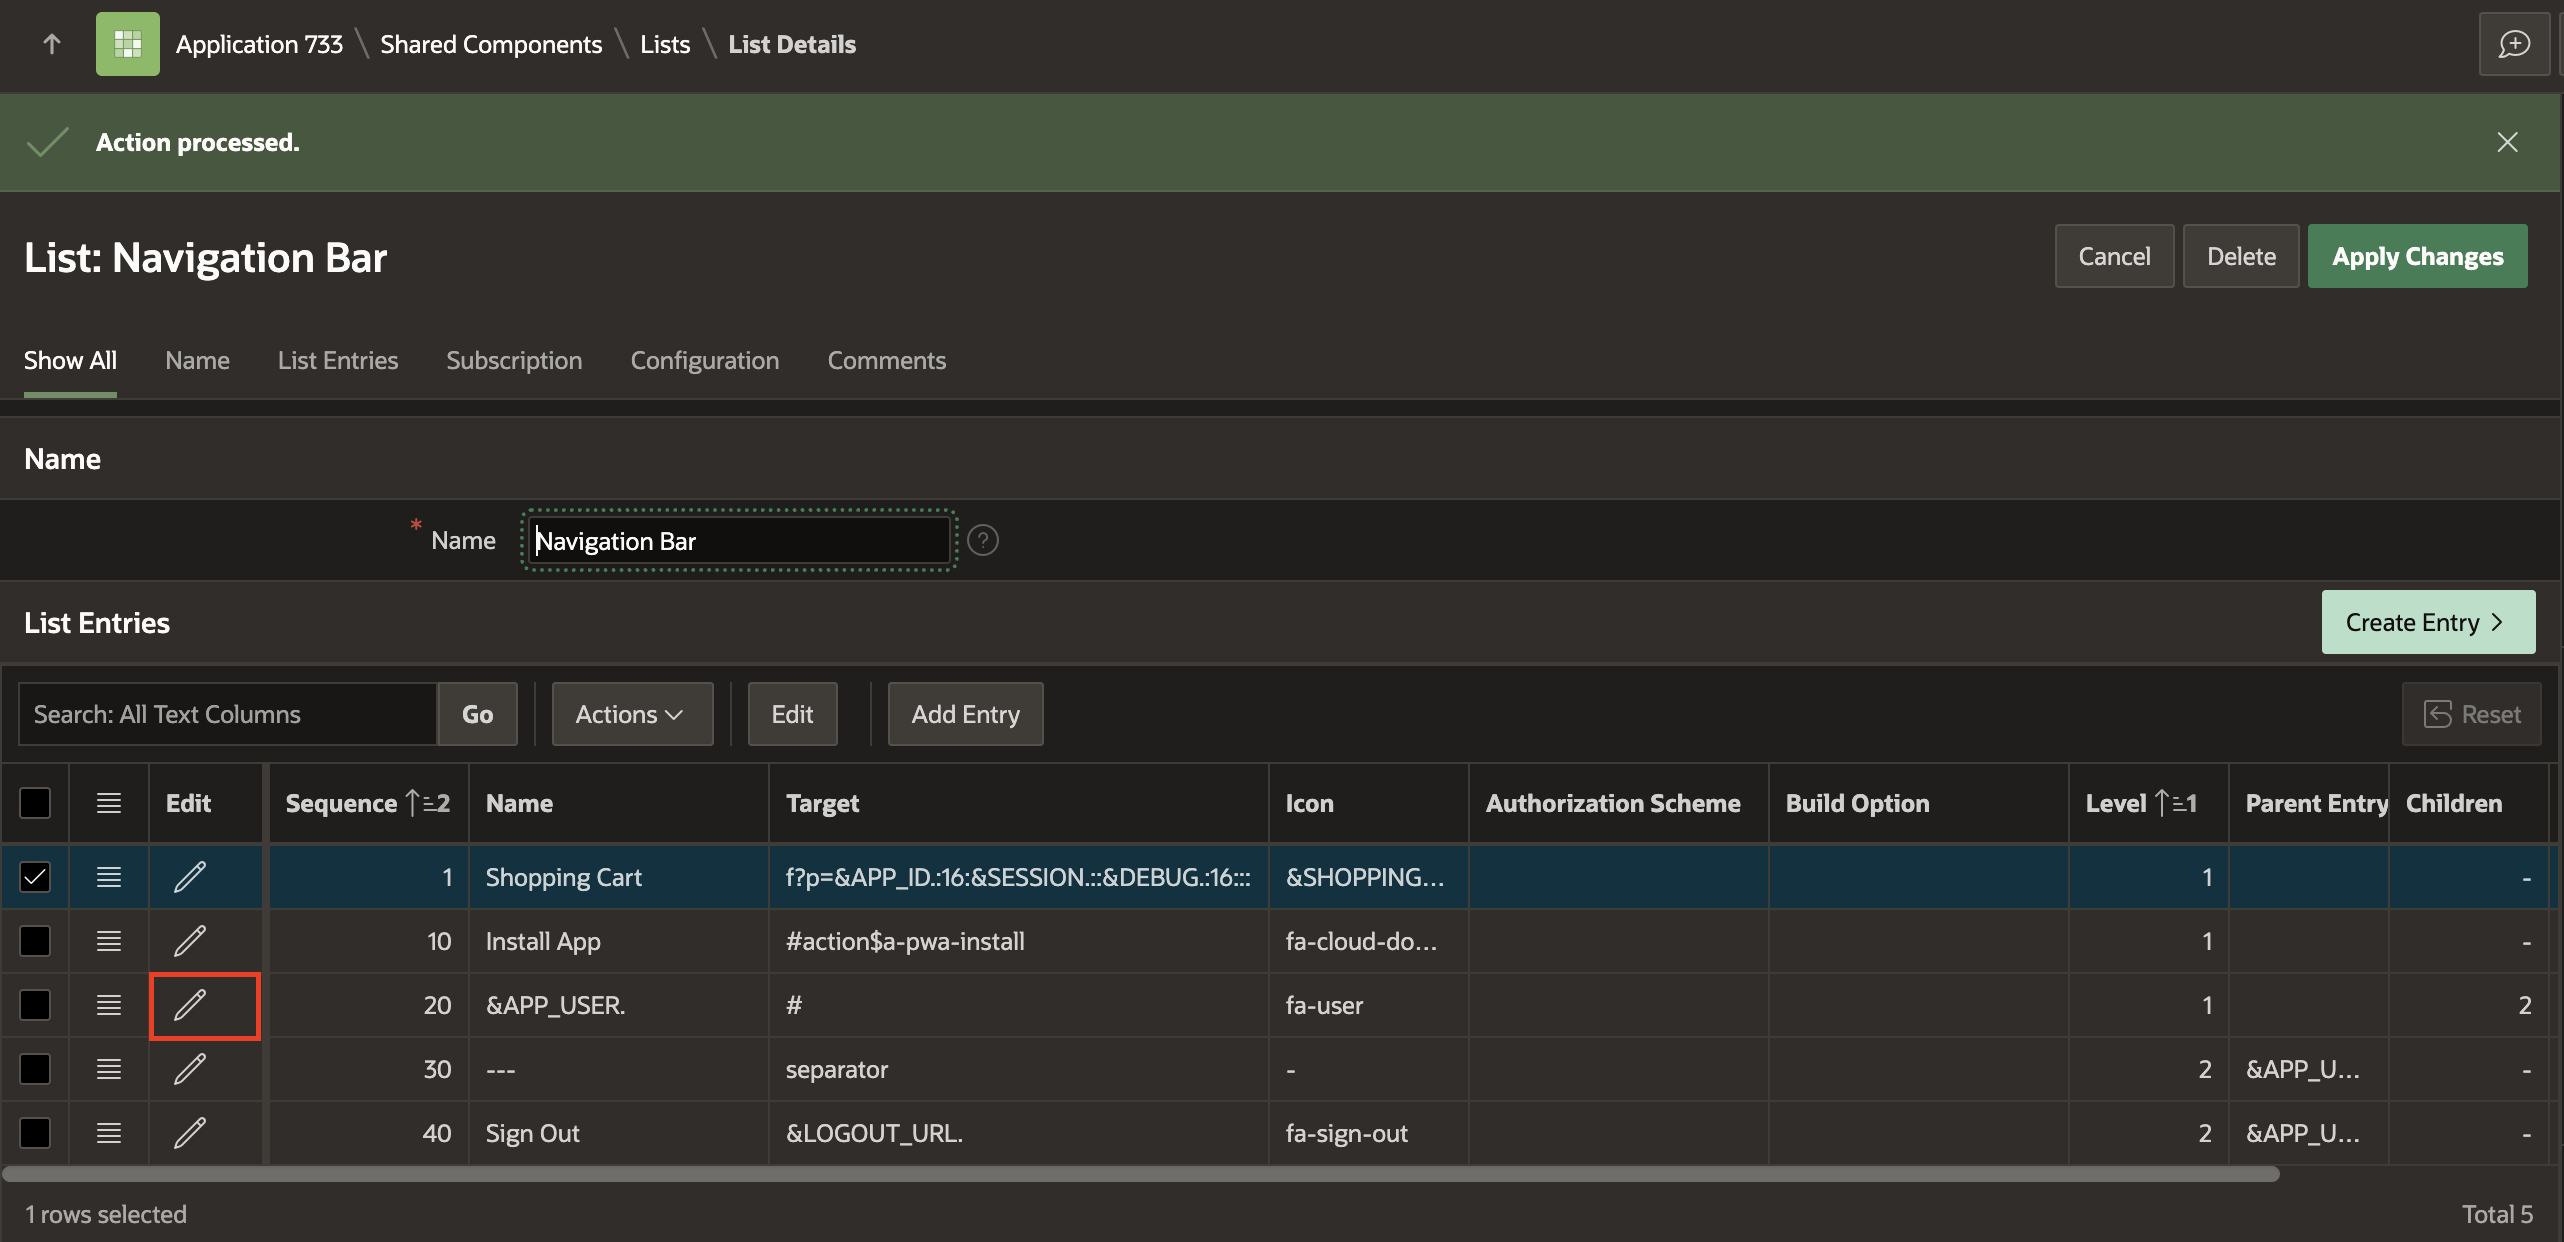 Application 733 \ Shared Components \ Lists \ List Details
Action processed.
List: Navigation Bar
Cancel Delete Apply Changes
Show All Name List Entries Subscription Configuration Comments
Name
* Name Navigation Bar ?
List Entries Create Entry >
Search: All Text Columns Go Actions Edit Add Entry Reset
Edit Sequence 2 Name Target Icon Authorization Scheme Build Option Level 1 Parent Entry Children
1 Shopping Cart f?p=&APP_ID.:16:&SESSION.::&DEBUG.:16::: &SHOPPING... 1 -
10 Install App #action$a-pwa-install fa-cloud-do... 1 -
20 &APP_USER. # fa-user 1 2
30 --- separator - 2 &APP_U... -
40 Sign Out &LOGOUT_URL. fa-sign-out 2 &APP_U... -
1 rows selected Total 5